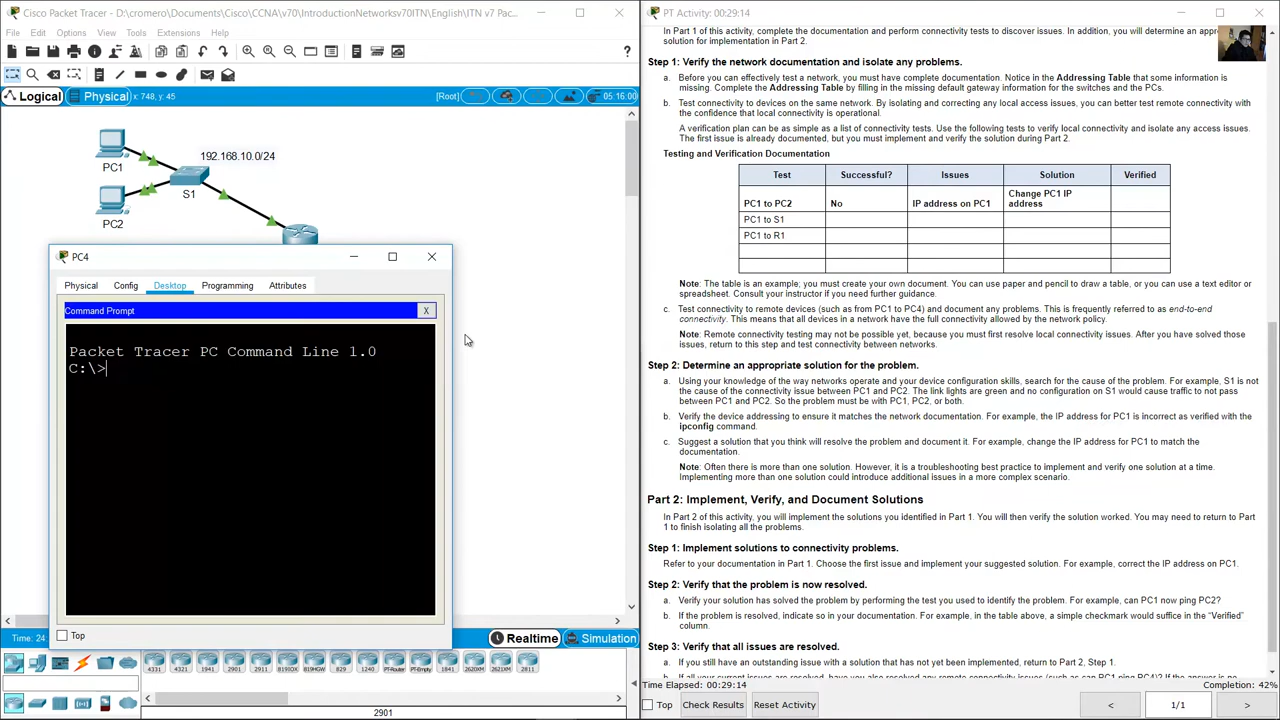 Cisco Packet Tracer - D:\cromero\Documents\Cisco\CCNA\v70\IntroductionNetworksv70ITN\English\ITN v7 Pac...
File Edit Options View Tools Extensions Help
Logical Physical x: 748, y: 45 [Root] 05:16:00
PC1
192.168.10.0/24
S1
PC2
PC4
Physical Config Desktop Programming Attributes
Command Prompt X
Packet Tracer PC Command Line 1.0
C:\>
Top
Time: 24 Realtime Simulation
4331 4321 1941 2901 2911 819IOX 819HGW 829 1240 PT-Router PT-Empty 1841 2620XM 2621XM 2811
2901
PT Activity: 00:29:14
In Part 1 of this activity, complete the documentation and perform connectivity tests to discover issues. In addition, you will determine an appr
solution for implementation in Part 2.
Step 1: Verify the network documentation and isolate any problems.
a. Before you can effectively test a network, you must have complete documentation. Notice in the Addressing Table that some information is
missing. Complete the Addressing Table by filling in the missing default gateway information for the switches and the PCs.
b. Test connectivity to devices on the same network. By isolating and correcting any local access issues, you can better test remote connectivity with
the confidence that local connectivity is operational.
A verification plan can be as simple as a list of connectivity tests. Use the following tests to verify local connectivity and isolate any access issues.
The first issue is already documented, but you must implement and verify the solution during Part 2.
Testing and Verification Documentation
Test Successful? Issues Solution Verified
PC1 to PC2 No IP address on PC1 Change PC1 IP
address
PC1 to S1
PC1 to R1
Note: The table is an example; you must create your own document. You can use paper and pencil to draw a table, or you can use a text editor or
spreadsheet. Consult your instructor if you need further guidance.
c. Test connectivity to remote devices (such as from PC1 to PC4) and document any problems. This is frequently referred to as end-to-end
connectivity. This means that all devices in a network have the full connectivity allowed by the network policy.
Note: Remote connectivity testing may not be possible yet, because you must first resolve local connectivity issues. After you have solved those
issues, return to this step and test connectivity between networks.
Step 2: Determine an appropriate solution for the problem.
a. Using your knowledge of the way networks operate and your device configuration skills, search for the cause of the problem. For example, S1 is not
the cause of the connectivity issue between PC1 and PC2. The link lights are green and no configuration on S1 would cause traffic to not pass
between PC1 and PC2. So the problem must be with PC1, PC2, or both.
b. Verify the device addressing to ensure it matches the network documentation. For example, the IP address for PC1 is incorrect as verified with the
ipconfig command.
c. Suggest a solution that you think will resolve the problem and document it. For example, change the IP address for PC1 to match the
documentation.
Note: Often there is more than one solution. However, it is a troubleshooting best practice to implement and verify one solution at a time.
Implementing more than one solution could introduce additional issues in a more complex scenario.
Part 2: Implement, Verify, and Document Solutions
In Part 2 of this activity, you will implement the solutions you identified in Part 1. You will then verify the solution worked. You may need to return to Part
1 to finish isolating all the problems.
Step 1: Implement solutions to connectivity problems.
Refer to your documentation in Part 1. Choose the first issue and implement your suggested solution. For example, correct the IP address on PC1.
Step 2: Verify that the problem is now resolved.
a. Verify your solution has solved the problem by performing the test you used to identify the problem. For example, can PC1 now ping PC2?
b. If the problem is resolved, indicate so in your documentation. For example, in the table above, a simple checkmark would suffice in the "Verified"
column.
Step 3: Verify that all issues are resolved.
a. If you still have an outstanding issue with a solution that has not yet been implemented, return to Part 2, Step 1.
Time Elapsed: 00:29:14 Completion: 42%
Top Check Results Reset Activity < 1/1 >